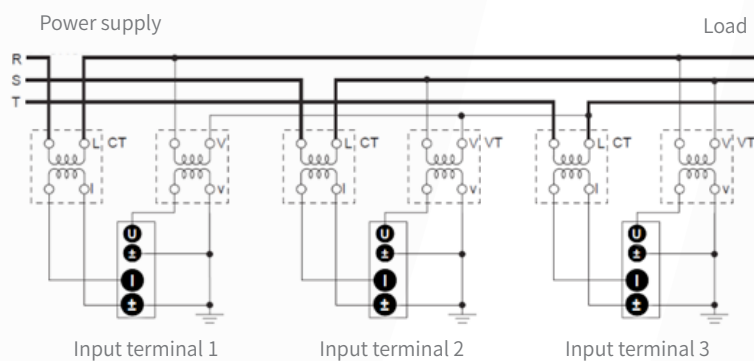 Power supply
Load
R
S
T
L CT
V
L CT
V VT
L CT
V VT
l
v
l
v
l
v
U
±
I
±
U
±
I
±
U
±
I
±
Input terminal 1
Input terminal 2
Input terminal 3